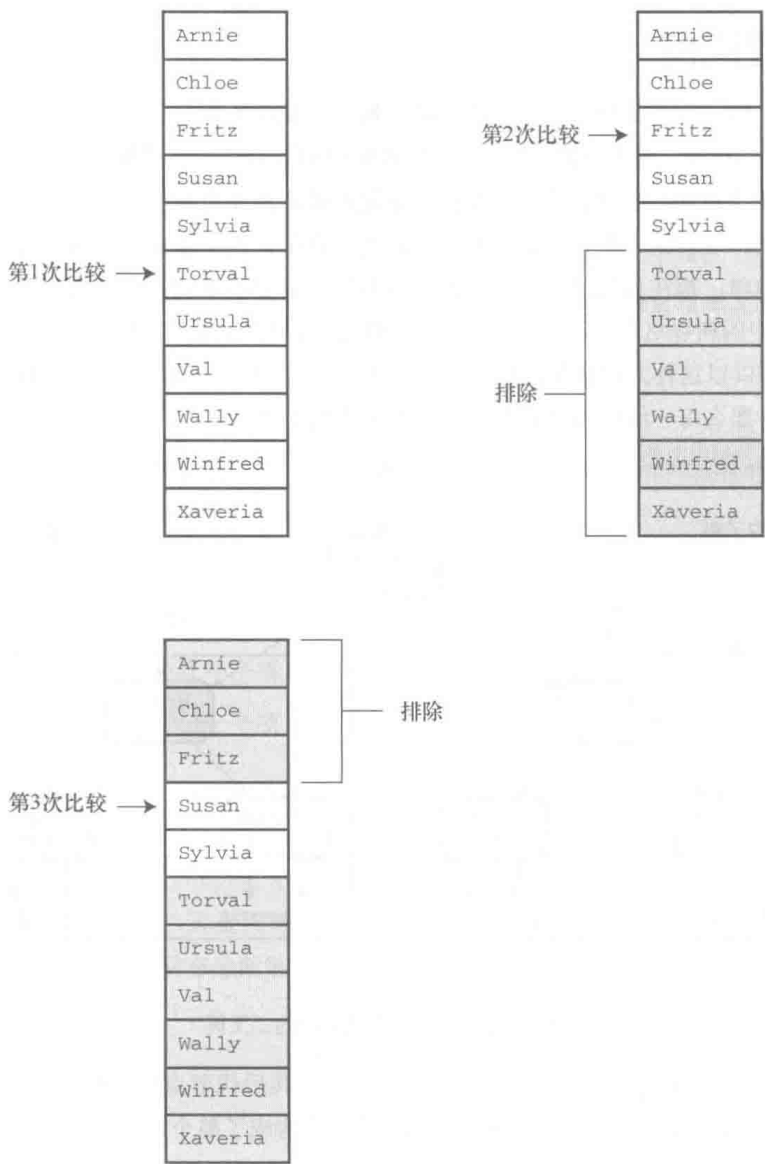 Arnie
Chloe
Fritz
Susan
Sylvia
第1次比较
Torval
Ursula
Val
Wally
Winfred
Xaveria
Arnie
Chloe
第2次比较
Fritz
Susan
Sylvia
Torval
Ursula
Val
排除
Wally
Winfred
Xaveria
Arnie
Chloe
排除
Fritz
第3次比较
Susan
Sylvia
Torval
Ursula
Val
Wally
Winfred
Xaveria